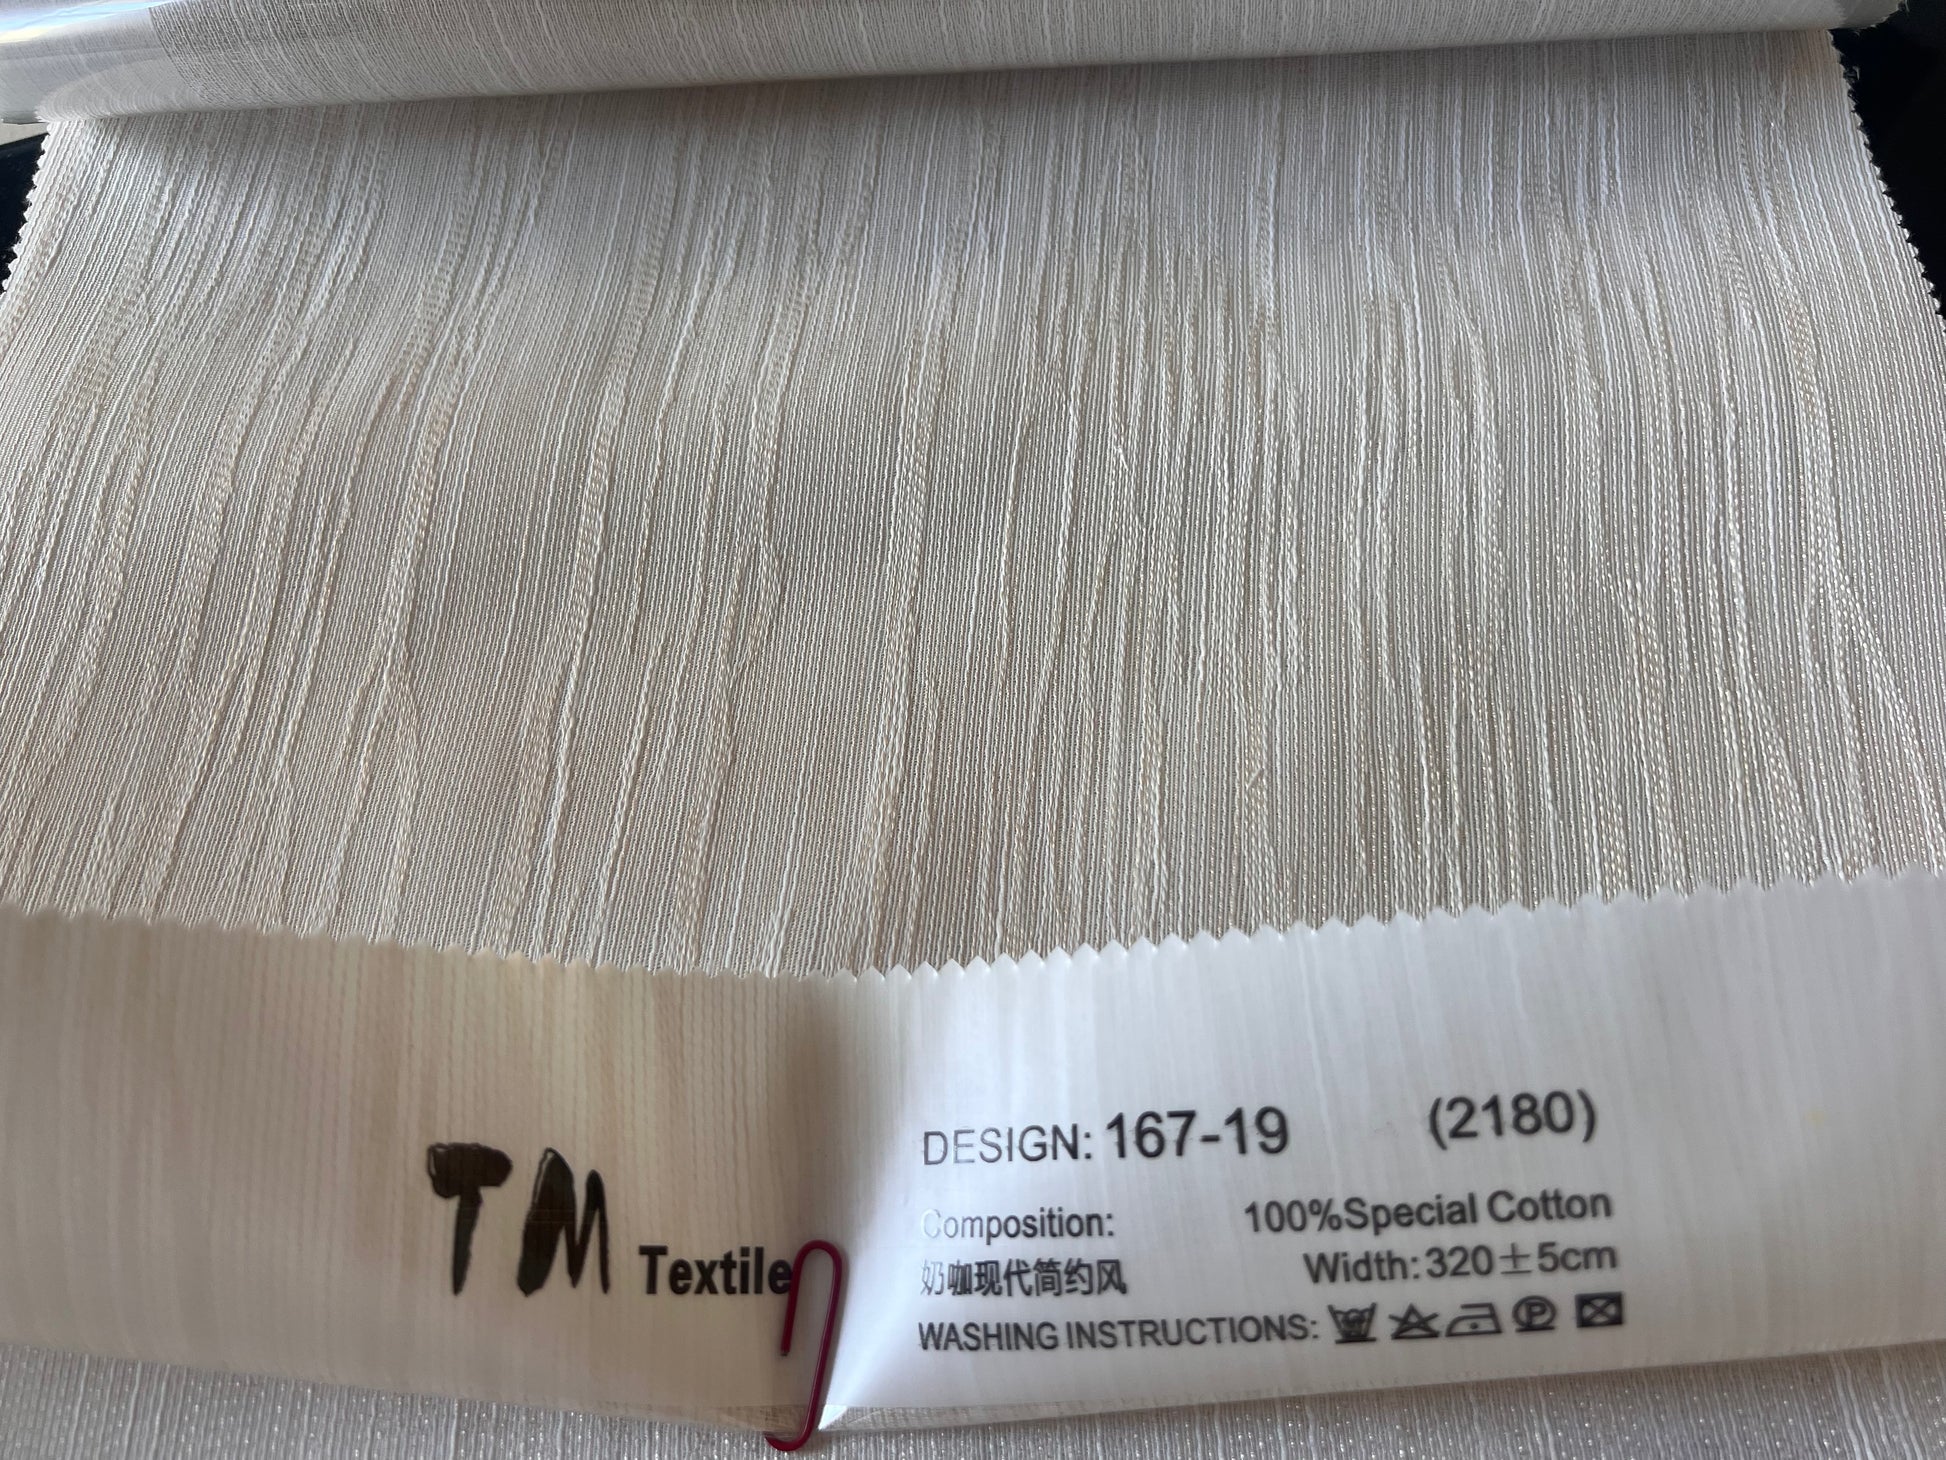 TM Textile
DESIGN: 167-19 (2180)
Composition: 100%Special Cotton
奶咖现代简约风 Width:320±5cm
WASHING INSTRUCTIONS: